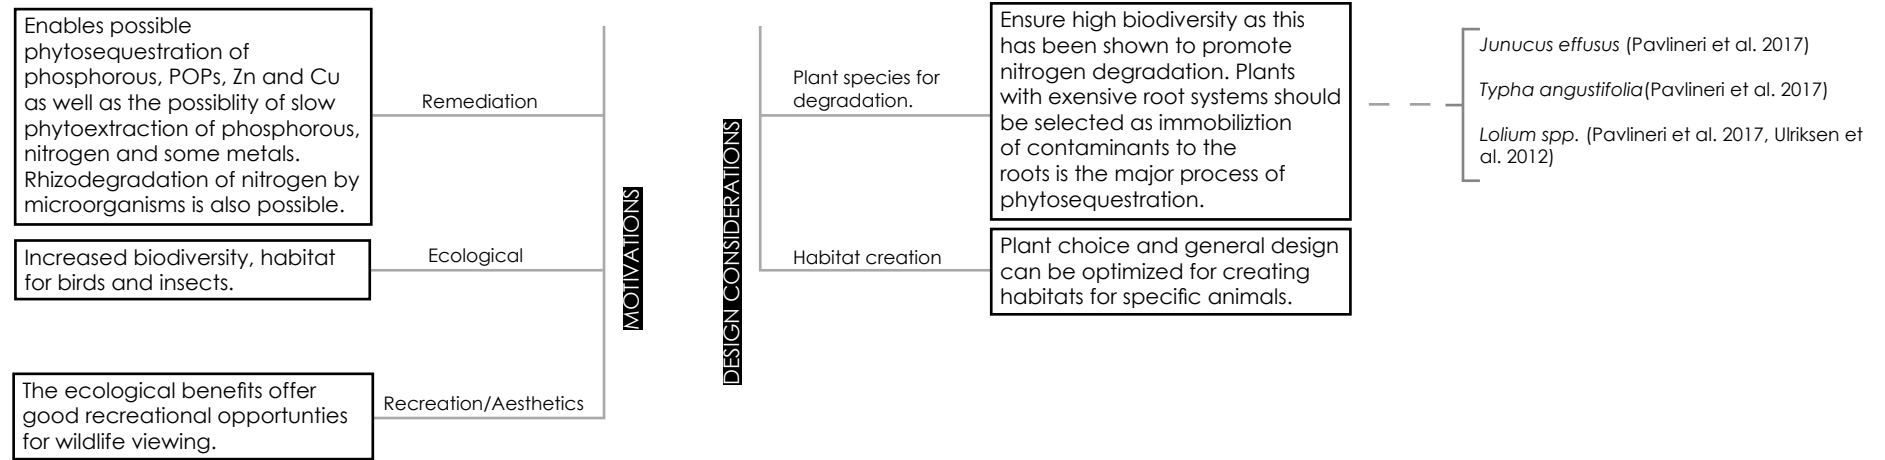 Enables possible
phytosequestration of
phosphorous, POPs, Zn and Cu
as well as the possiblity of slow
phytoextraction of phosphorous,
nitrogen and some metals.
Rhizodegradation of nitrogen by
microorganisms is also possible.
Remediation
Increased biodiversity, habitat
for birds and insects.
Ecological
The ecological benefits offer
good recreational opportunties
for wildlife viewing.
Recreation/Aesthetics
MOTIVATIONS
DESIGN CONSIDERATIONS
Plant species for
degradation.
Ensure high biodiversity as this
has been shown to promote
nitrogen degradation. Plants
with exensive root systems should
be selected as immobiliztion
of contaminants to the
roots is the major process of
phytosequestration.
Junucus effusus (Pavlineri et al. 2017)
Typha angustifolia(Pavlineri et al. 2017)
Lolium spp. (Pavlineri et al. 2017, Ulriksen et
al. 2012)
Habitat creation
Plant choice and general design
can be optimized for creating
habitats for specific animals.